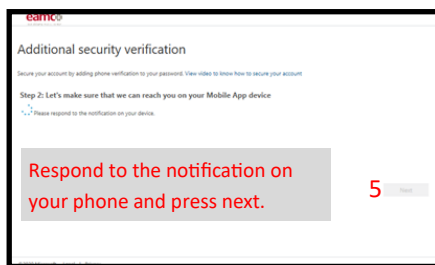 eamco
Additional security verification
Secure your account by adding phone verification to your password. View video to know how to secure your account
Step 2: Let's make sure that we can reach you on your Mobile App device
Please respond to the notification on your device.
Respond to the notification on
your phone and press next.
5 Next